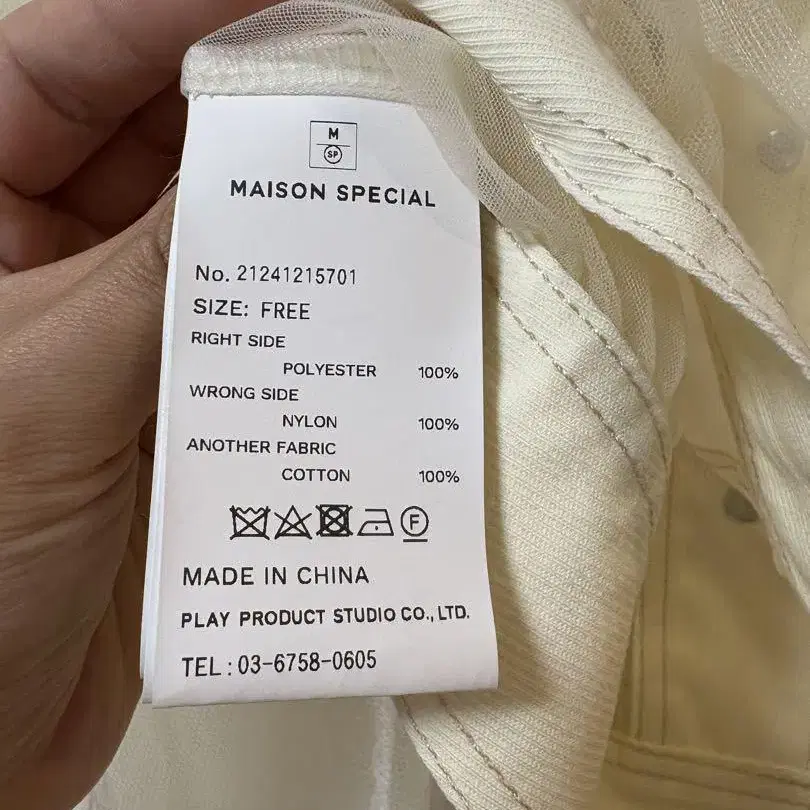 M
SP
MAISON SPECIAL
No. 21241215701
SIZE: FREE
RIGHT SIDE
POLYESTER 100%
WRONG SIDE
NYLON 100%
ANOTHER FABRIC
COTTON 100%
F
MADE IN CHINA
PLAY PRODUCT STUDIO CO., LTD.
TEL : 03-6758-0605